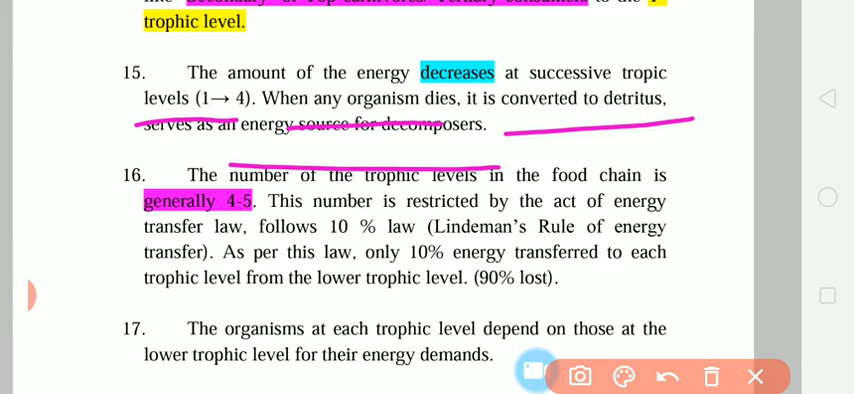 trophic level.
15. The amount of the energy decreases at successive tropic
levels (1→ 4). When any organism dies, it is converted to detritus,
serves as an energy source for decomposers.
16. The number of the trophic levels in the food chain is
generally 4-5. This number is restricted by the act of energy
transfer law, follows 10 % law (Lindeman's Rule of energy
transfer). As per this law, only 10% energy transferred to each
trophic level from the lower trophic level. (90% lost).
17. The organisms at each trophic level depend on those at the
lower trophic level for their energy demands.